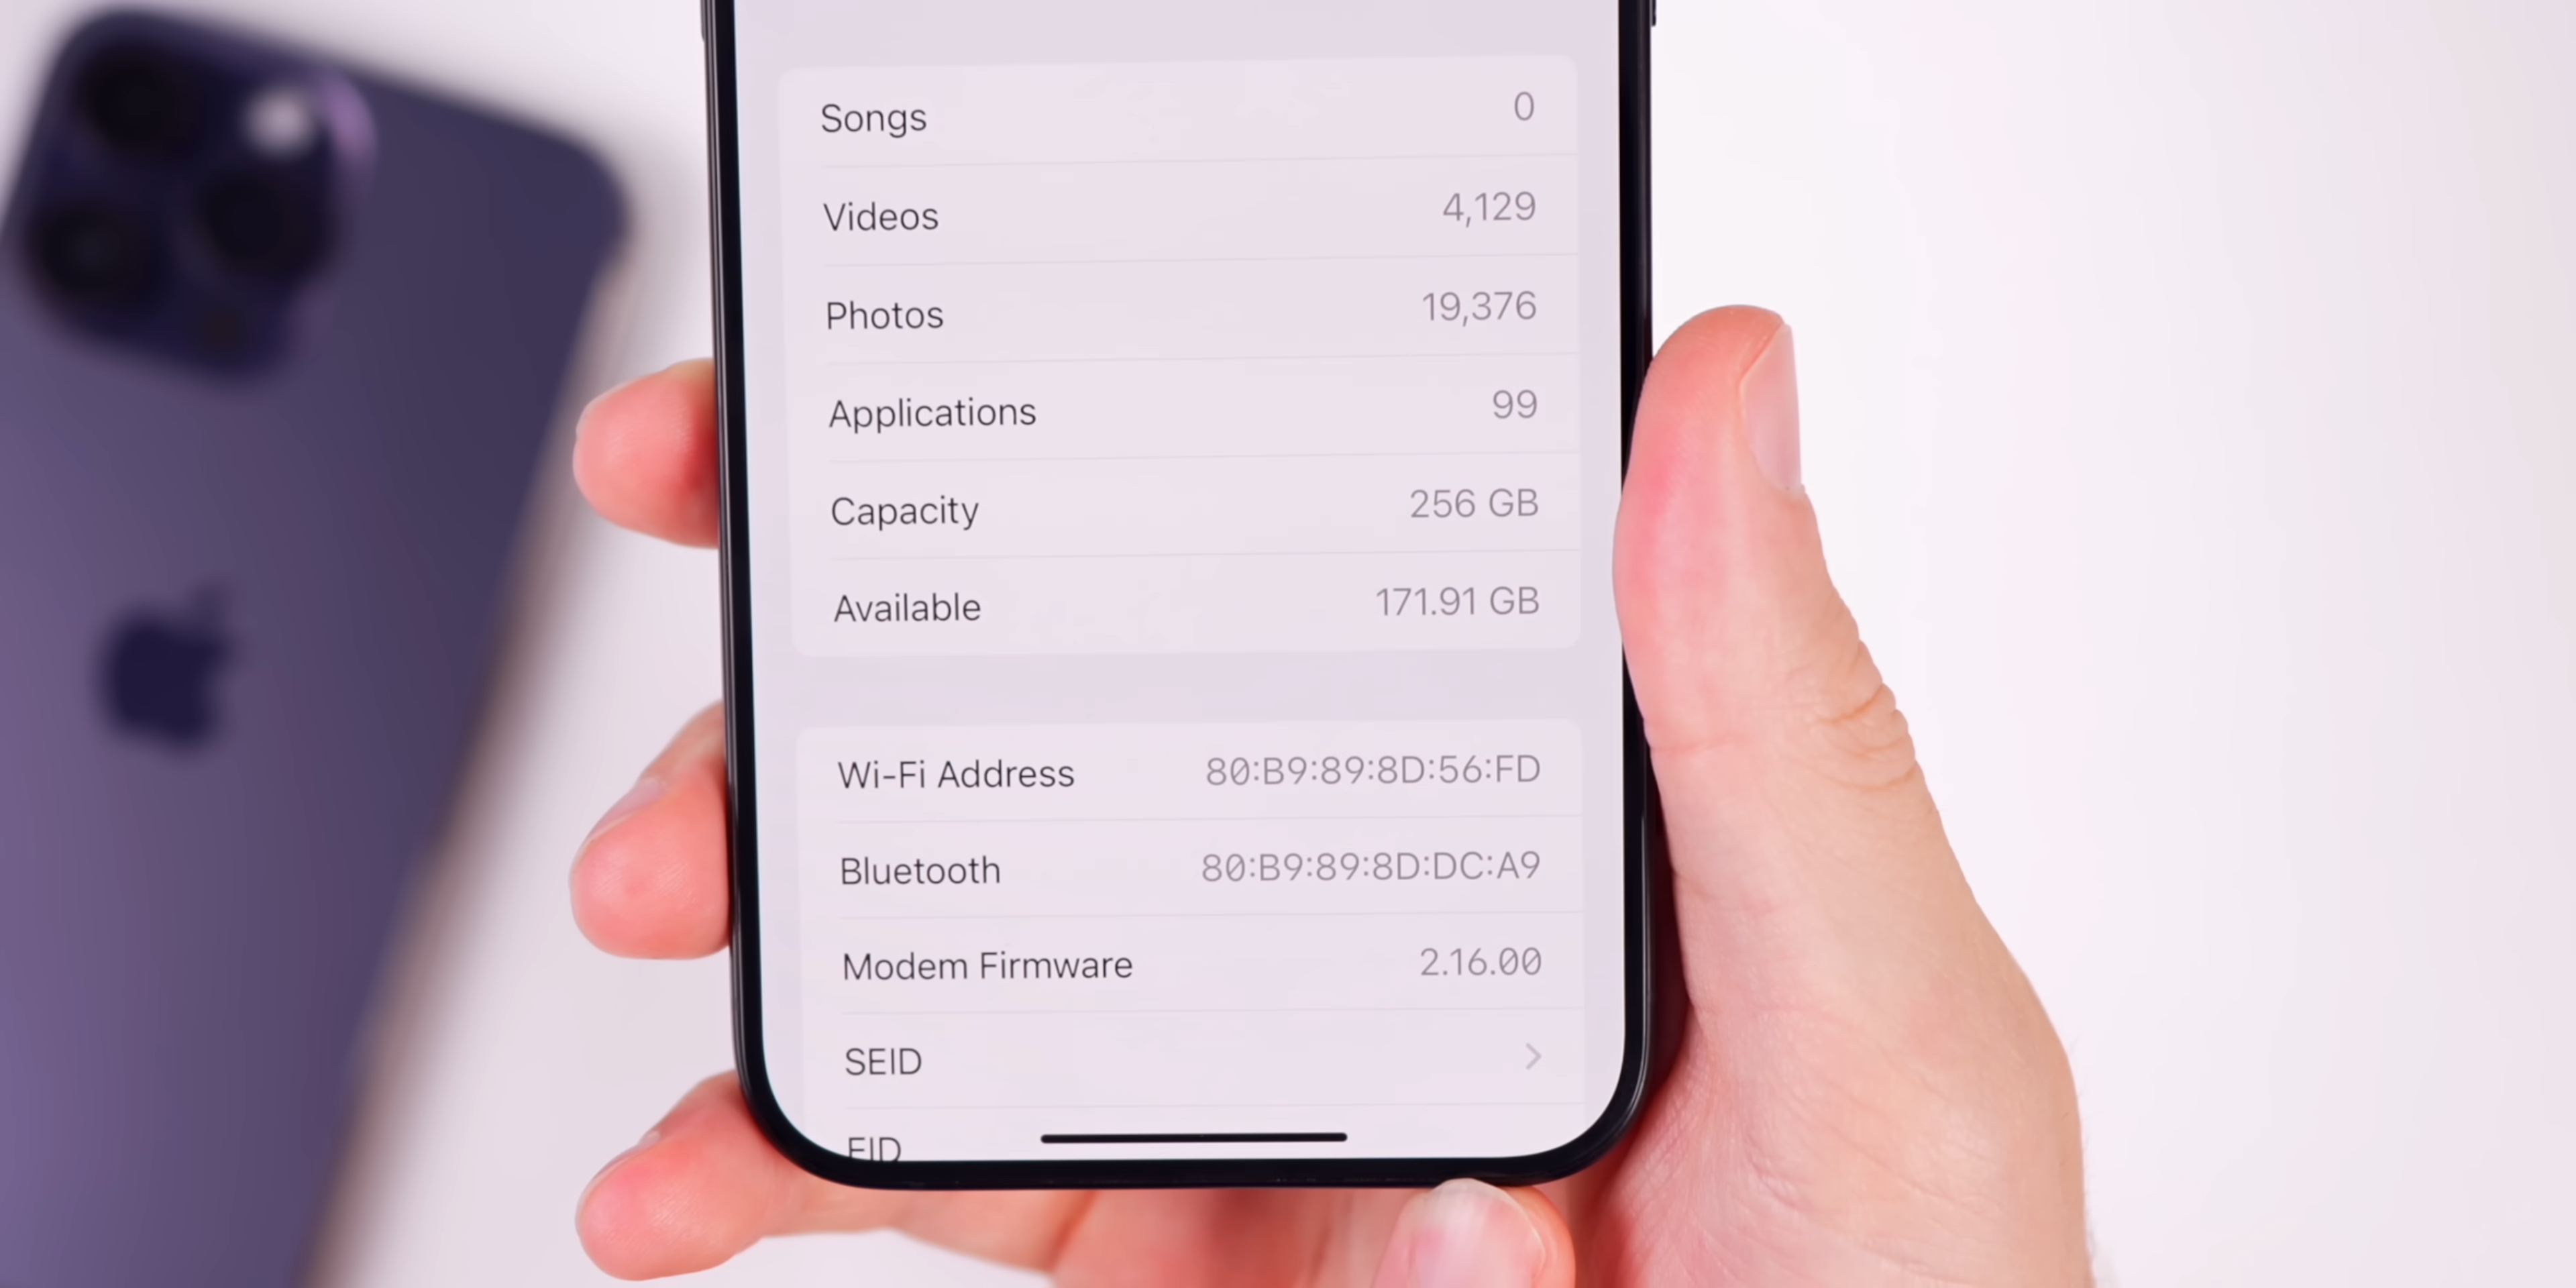 Songs 0
Videos 4,129
Photos 19,376
Applications 99
Capacity 256 GB
Available 171.91 GB
Wi-Fi Address 80:B9:89:8D:56:FD
Bluetooth 80:B9:89:8D:DC:A9
Modem Firmware 2.16.00
SEID
EID